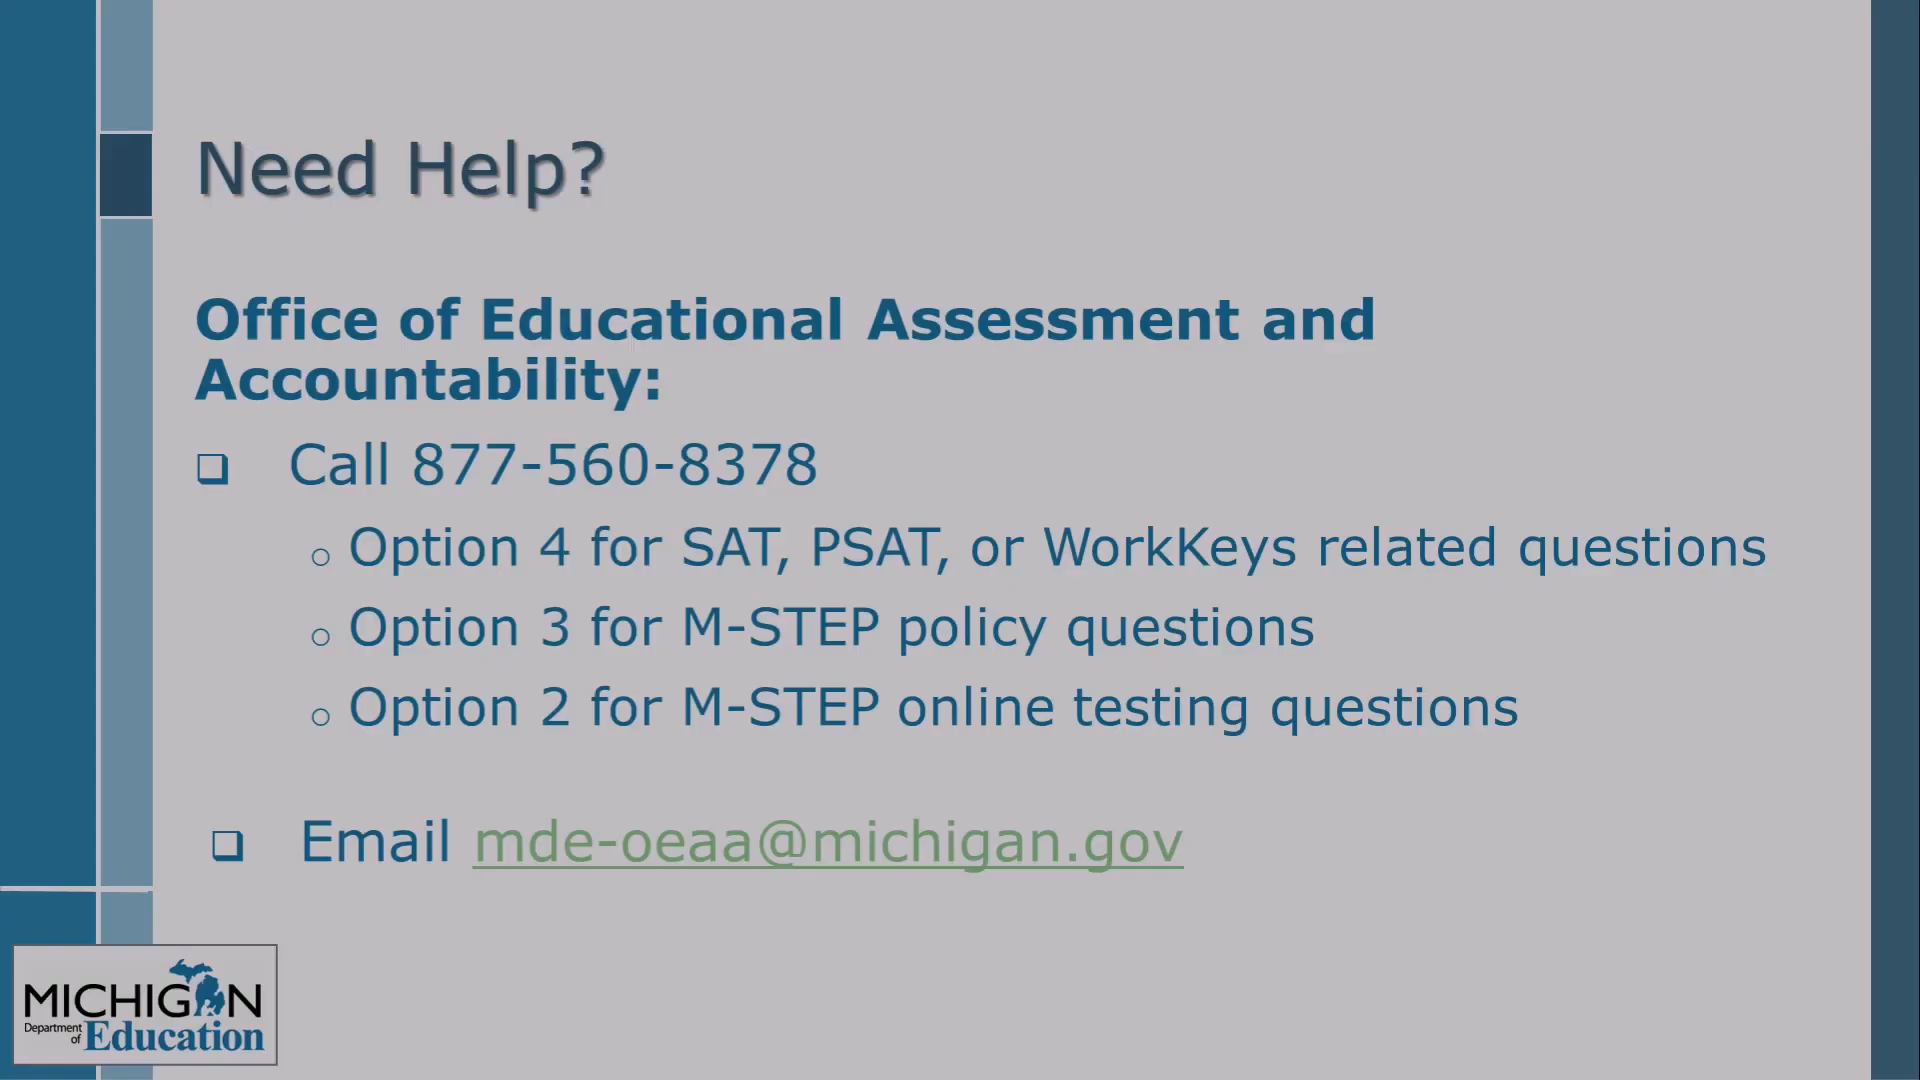 Need Help?
Office of Educational Assessment and
Accountability:
Call 877-560-8378
Option 4 for SAT, PSAT, or WorkKeys related questions
Option 3 for M-STEP policy questions
Option 2 for M-STEP online testing questions
Email mde-oeaa@michigan.gov
MICHIGAN
Department
of Education